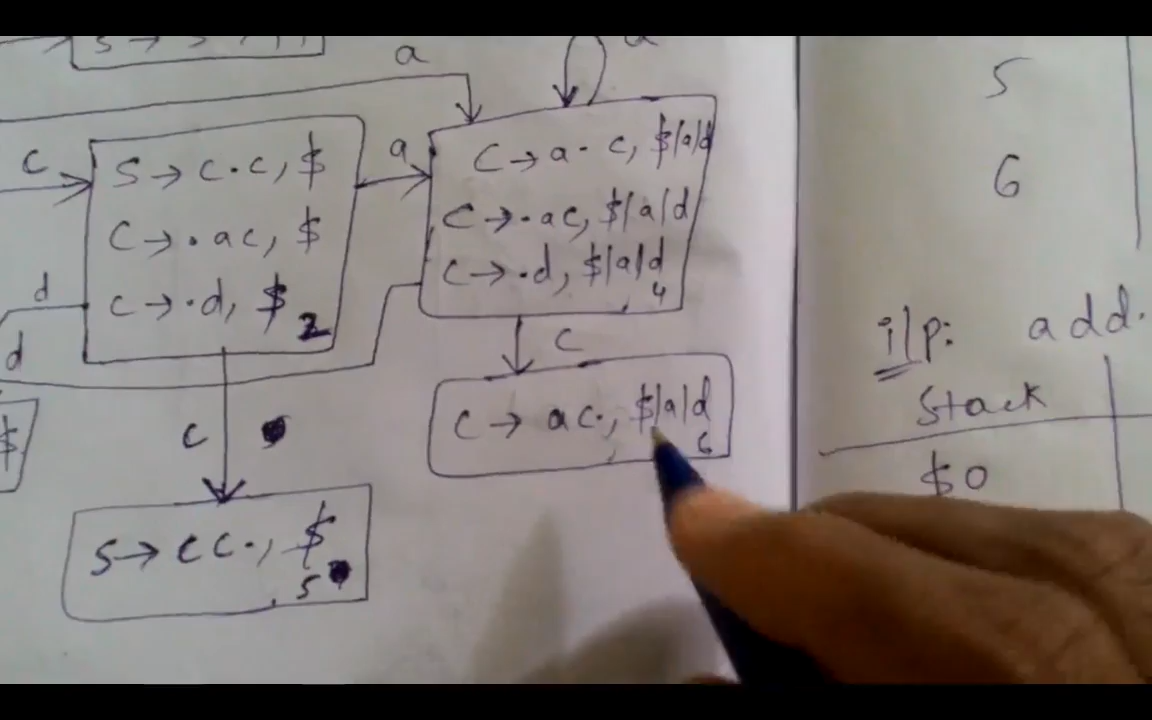 a
c
S → c·c, $
C → ·ac, $
C → ·d, $
2
a
C → a·c, $|a|d
C → ·ac, $|a|d
C → ·d, $|a|d
4
d
d
$
c
c
C → ac·, $|a|d
6
S → cc·, $
5
5
6
i/p: add
Stack
$0